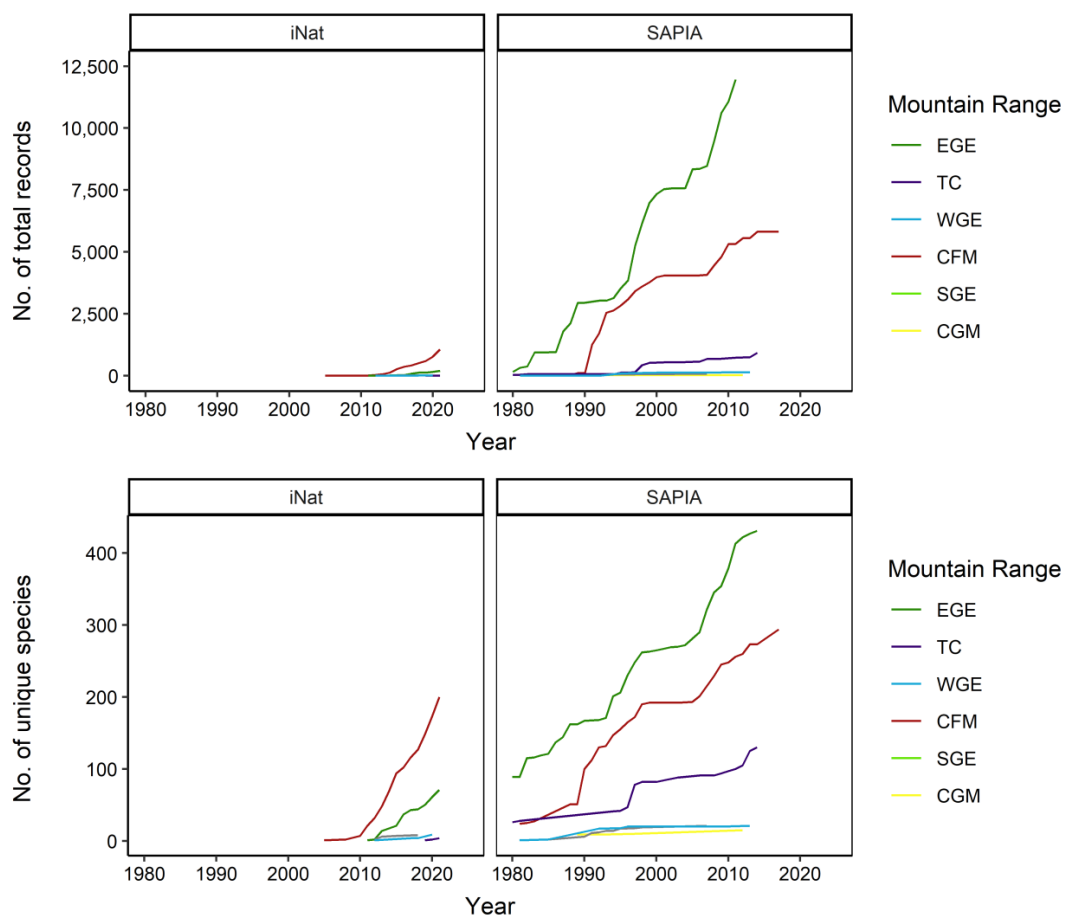 iNat SAPIA
12,500
10,000
7,500
5,000
2,500
0
No. of total records
1980 1990 2000 2010 2020 1980 1990 2000 2010 2020
Year
Mountain Range
EGE
TC
WGE
CFM
SGE
CGM
iNat SAPIA
400
300
200
100
0
No. of unique species
1980 1990 2000 2010 2020 1980 1990 2000 2010 2020
Year
Mountain Range
EGE
TC
WGE
CFM
SGE
CGM